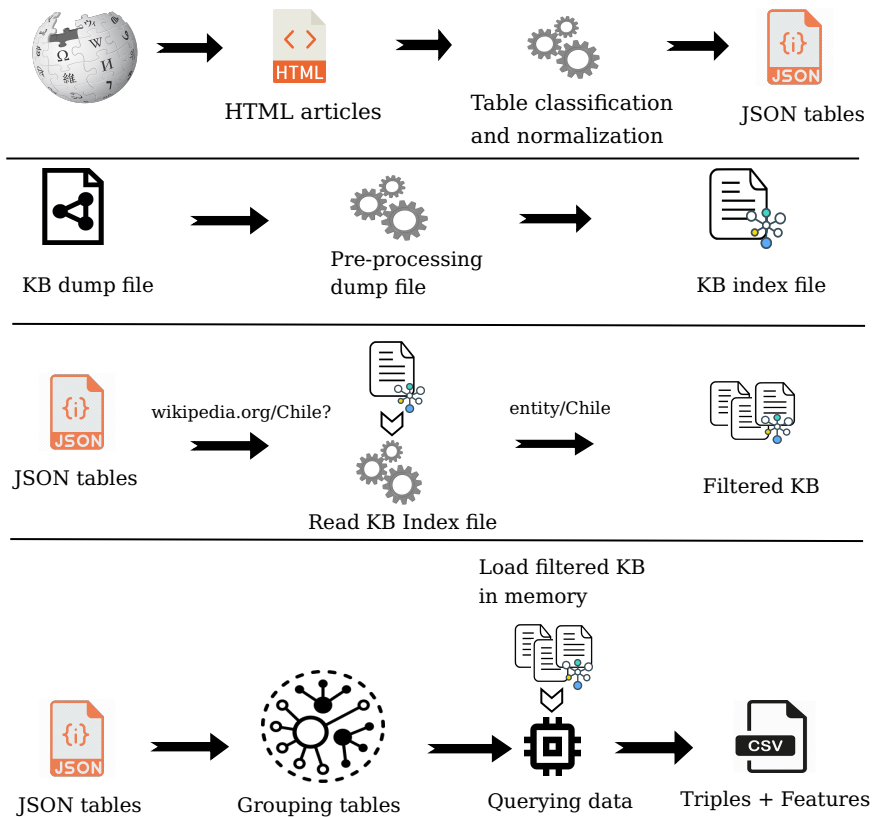 Ω W И 維
HTML
{i}
JSON
HTML articles
Table classification
and normalization
JSON tables
KB dump file
Pre-processing
dump file
KB index file
{i}
JSON
JSON tables
wikipedia.org/Chile?
Read KB Index file
entity/Chile
Filtered KB
Load filtered KB
in memory
{i}
JSON
JSON tables
Grouping tables
Querying data
CSV
Triples + Features